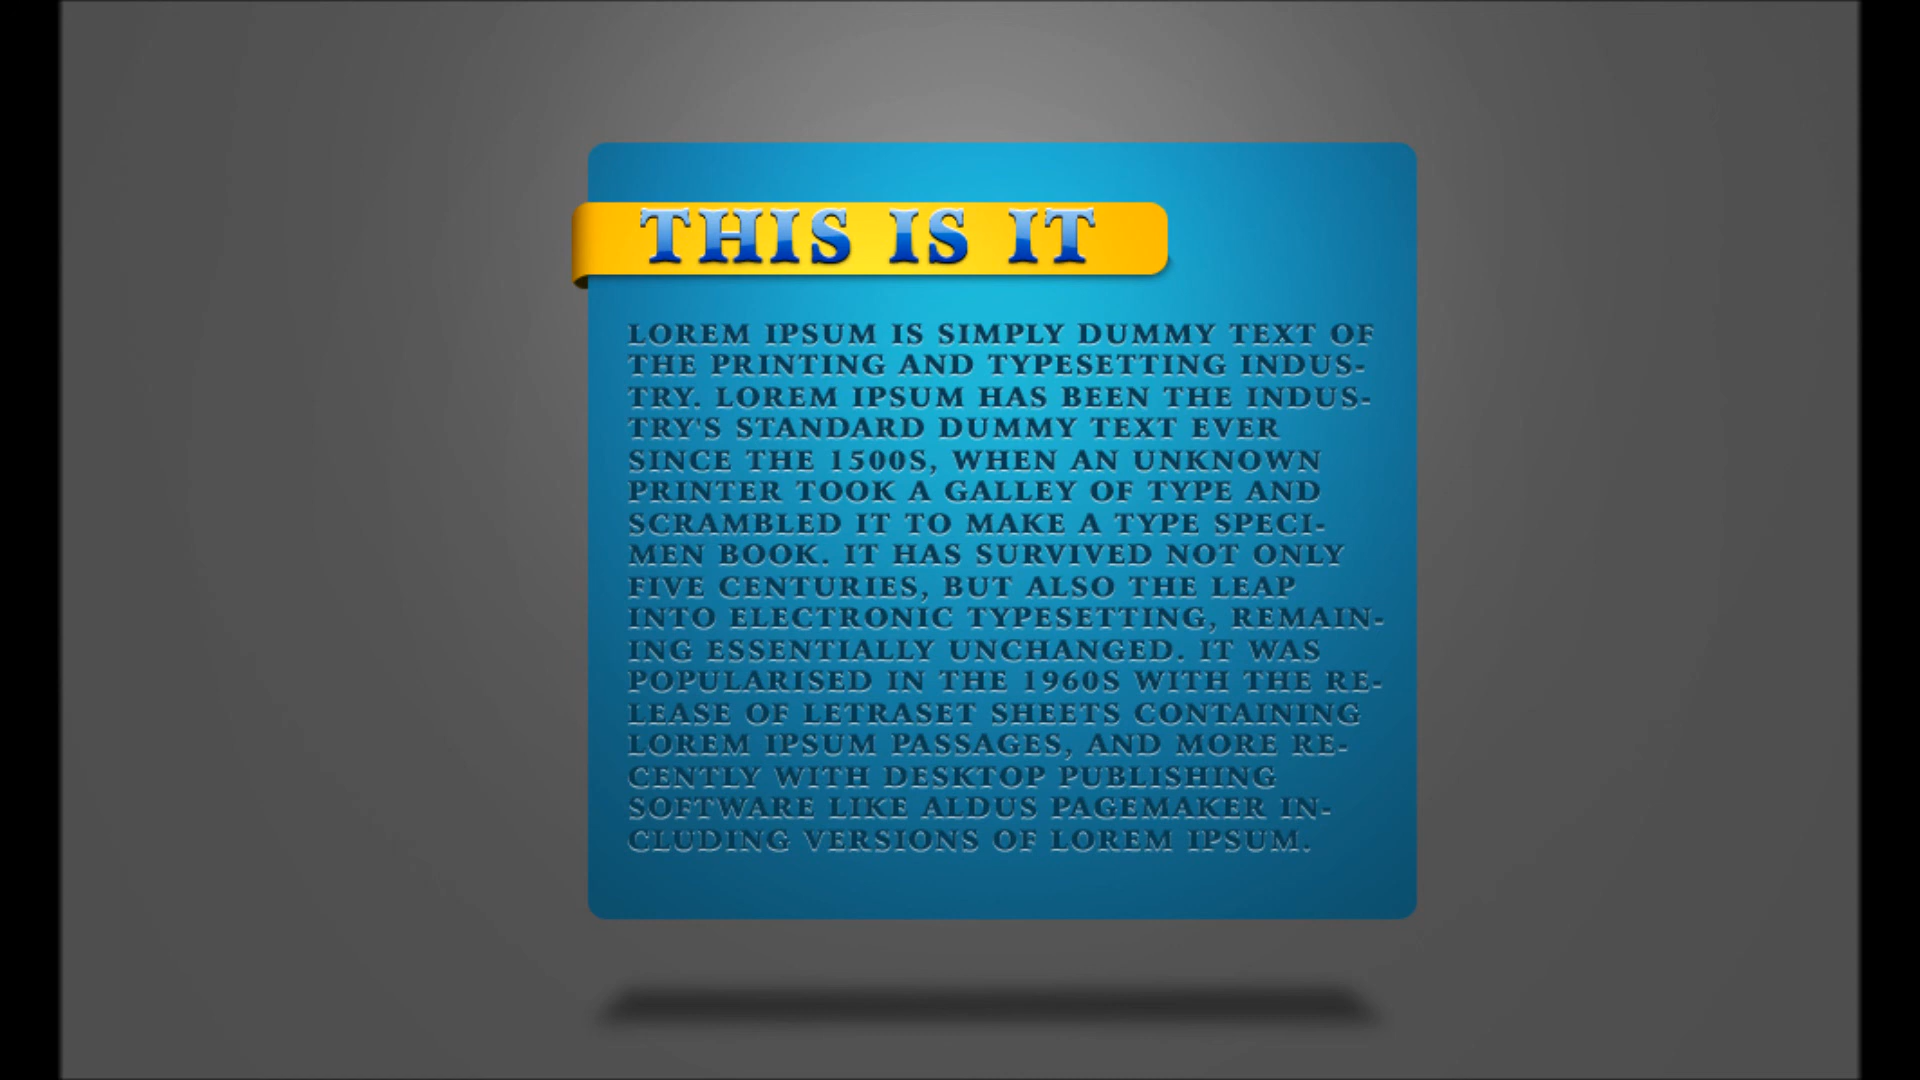 THIS IS IT
LOREM IPSUM IS SIMPLY DUMMY TEXT OF
THE PRINTING AND TYPESETTING INDUS-
TRY. LOREM IPSUM HAS BEEN THE INDUS-
TRY'S STANDARD DUMMY TEXT EVER
SINCE THE 1500S, WHEN AN UNKNOWN
PRINTER TOOK A GALLEY OF TYPE AND
SCRAMBLED IT TO MAKE A TYPE SPECI-
MEN BOOK. IT HAS SURVIVED NOT ONLY
FIVE CENTURIES, BUT ALSO THE LEAP
INTO ELECTRONIC TYPESETTING, REMAIN-
ING ESSENTIALLY UNCHANGED. IT WAS
POPULARISED IN THE 1960S WITH THE RE-
LEASE OF LETRASET SHEETS CONTAINING
LOREM IPSUM PASSAGES, AND MORE RE-
CENTLY WITH DESKTOP PUBLISHING
SOFTWARE LIKE ALDUS PAGEMAKER IN-
CLUDING VERSIONS OF LOREM IPSUM.